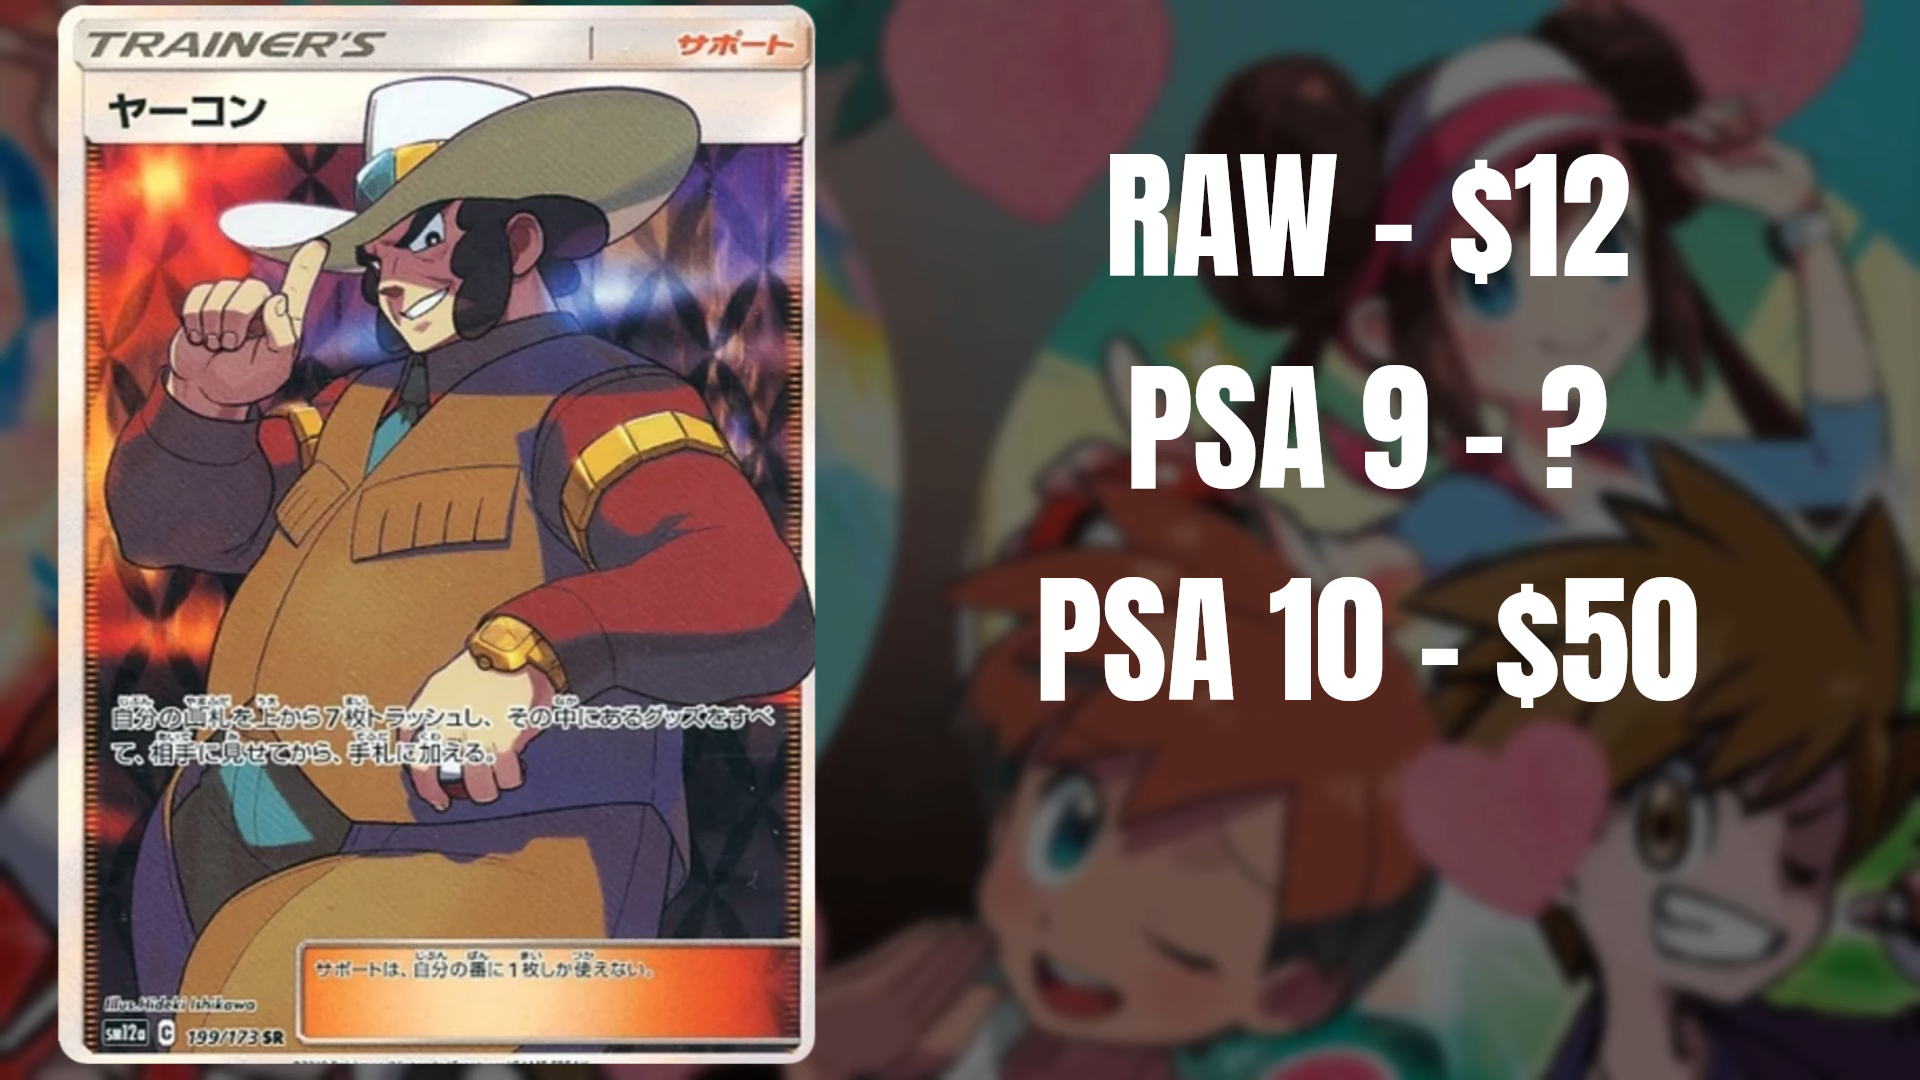 TRAINER'S サポート
ヤーコン
自分の山札を上から7枚トラッシュし、その中にあるグッズをすべ
て、相手に見せてから、手札に加える。
サポートは、自分の番に1枚しか使えない。
Illus.Hideki Ishikawa
sm12a C 199/173 SR
RAW - $12
PSA 9 - ?
PSA 10 - $50